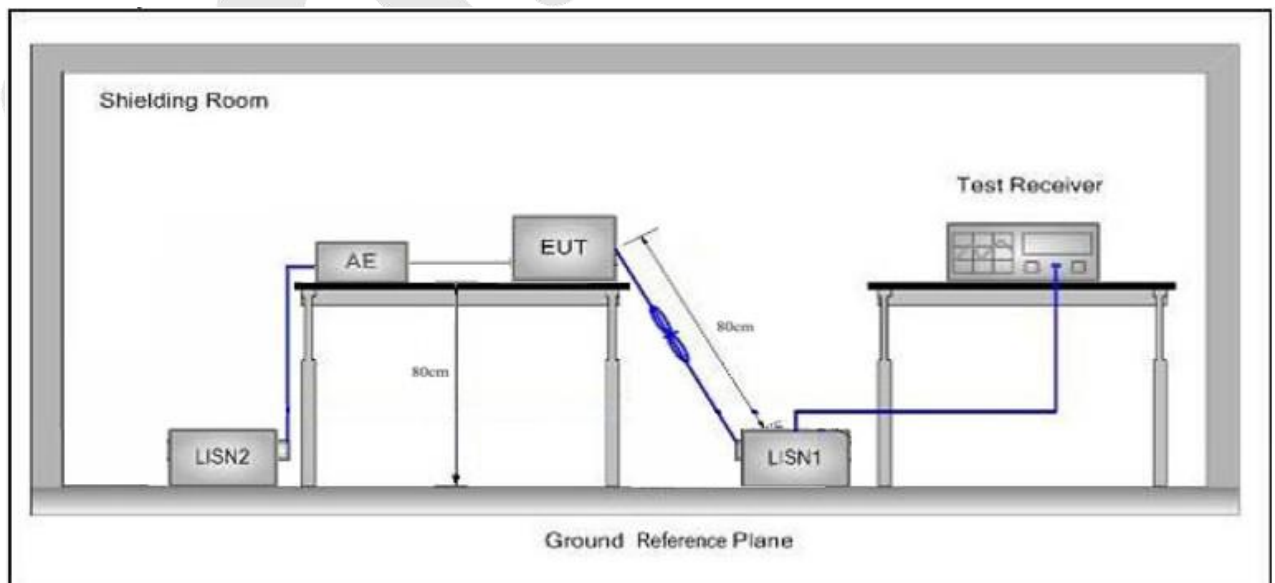 Shielding Room
Test Receiver
EUT
AE
80cm
80cm
LISN2
LISN1
Ground Reference Plane